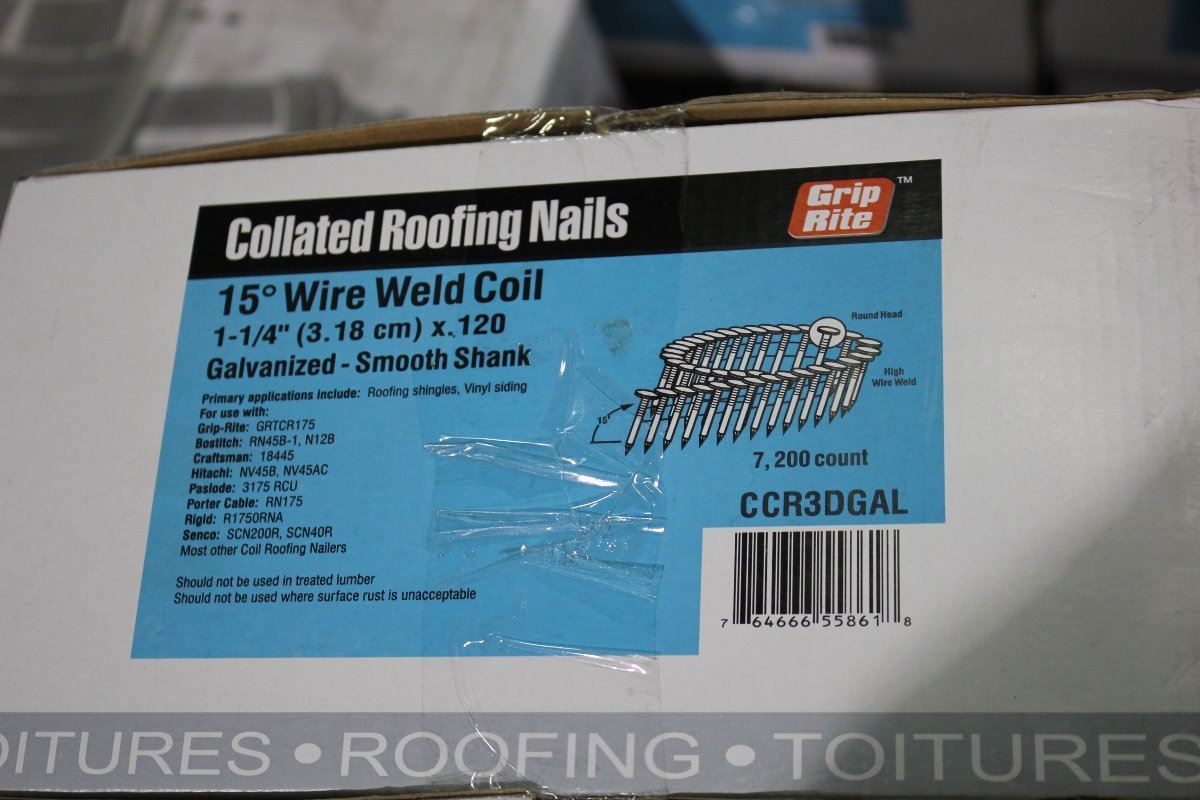 Collated Roofing Nails
Grip Rite™
15° Wire Weld Coil
1-1/4" (3.18 cm) x.120
Galvanized - Smooth Shank
Primary applications include: Roofing shingles, Vinyl siding
For use with:
Grip-Rite: GRTCR175
Bostitch: RN45B-1, N12B
Craftsman: 18445
Hitachi: NV45B, NV45AC
Paslode: 3175 RCU
Porter Cable: RN175
Rigid: R1750RNA
Senco: SCN200R, SCN40R
Most other Coil Roofing Nailers
Should not be used in treated lumber
Should not be used where surface rust is unacceptable
Round Head
High
Wire Weld
15°
7, 200 count
CCR3DGAL
7 64666 55861 8
OITURES • ROOFING • TOITURES